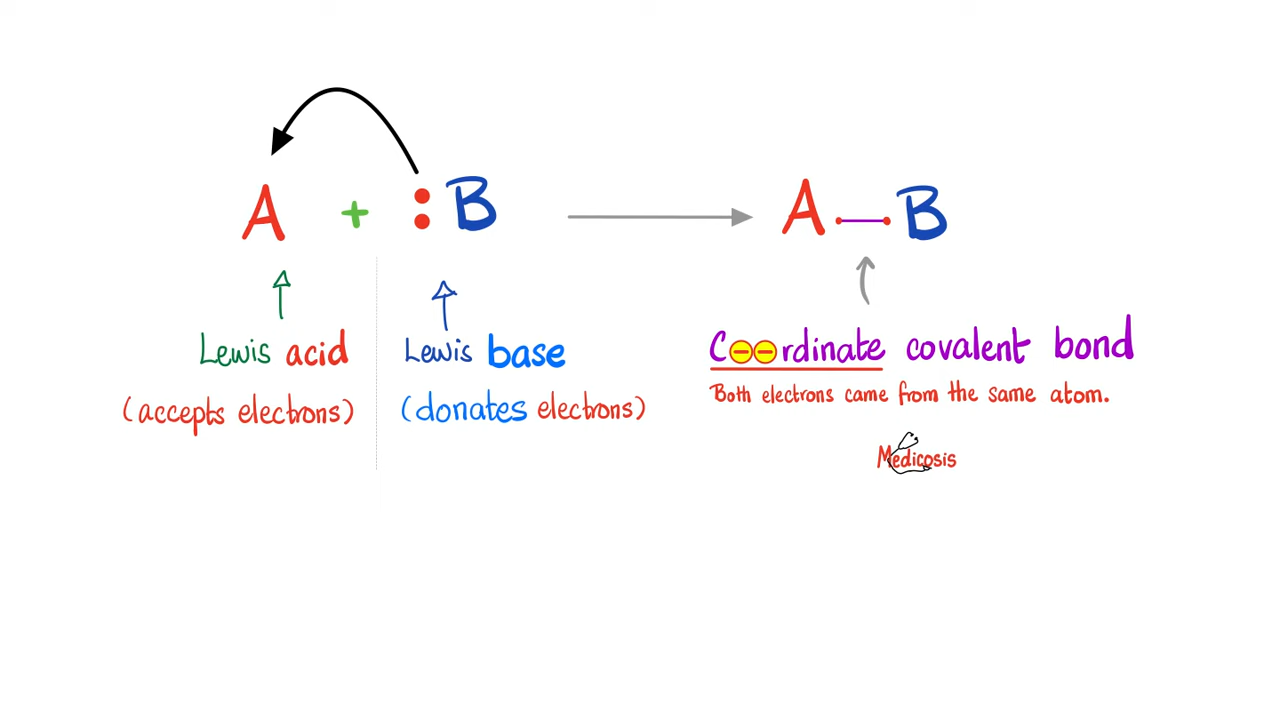 A + :B A B
Lewis acid
(accepts electrons)
Lewis base
(donates electrons)
Coordinate covalent bond
Both electrons came from the same atom.
Medicosis